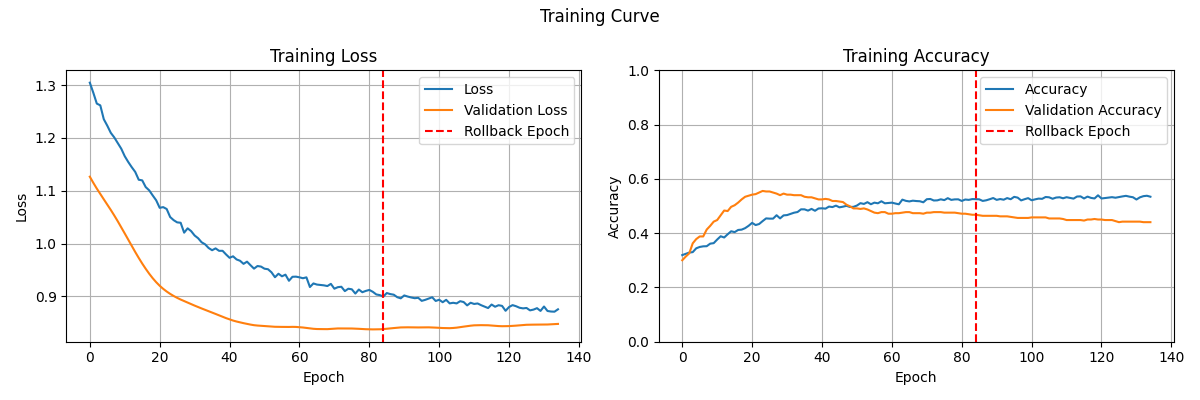 Training Curve
Training Loss
Loss
1.3
1.2
1.1
1.0
0.9
0
20
40
60
80
100
120
140
Epoch
Loss
Validation Loss
Rollback Epoch
Training Accuracy
Accuracy
1.0
0.8
0.6
0.4
0.2
0.0
0
20
40
60
80
100
120
140
Epoch
Accuracy
Validation Accuracy
Rollback Epoch